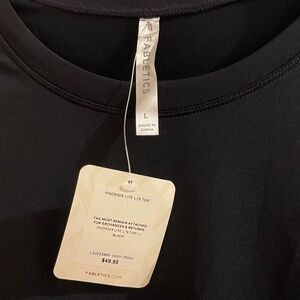 FABLETICS
L
MADE IN
CHINA
PHOENIX LITE L/S TOP
TAG MUST REMAIN ATTACHED
FOR EXCHANGES & RETURNS
PHOENIX LITE L/S TOP
BLACK
$49.95
FABLETICS.COM